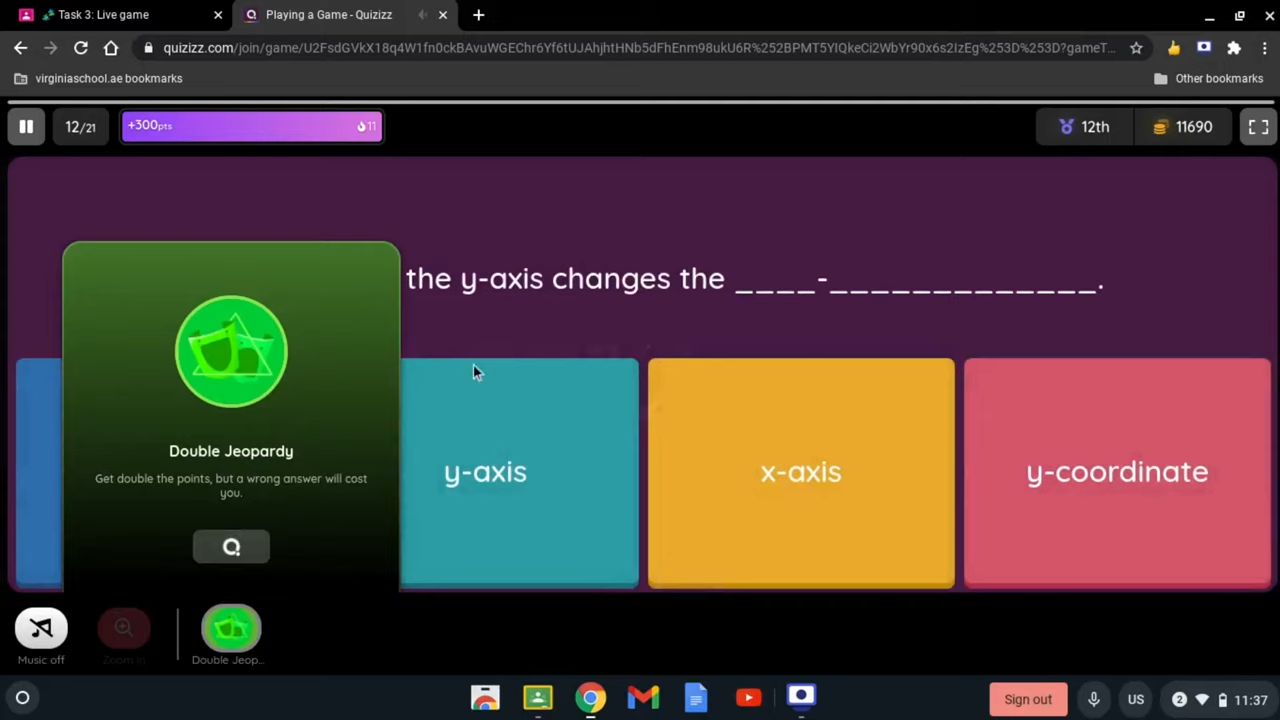 Task 3: Live game
Playing a Game - Quizizz
quizizz.com/join/game/U2FsdGVkX18q4W1fn0ckBAvuWGEChr6Yf6tUJAhjhtHNb5dFhEnm98ukU6R%252BPMT5YIQkeCi2WbYr90x6s2IzEg%253D%253D?gameT...
virginiaschool.ae bookmarks
Other bookmarks
12/21
+300pts
11
12th
11690
the y-axis changes the ____-_____________.
Double Jeopardy
Get double the points, but a wrong answer will cost
you.
y-axis
x-axis
y-coordinate
Music off
Zoom in
Double Jeop...
Sign out
US
2
11:37